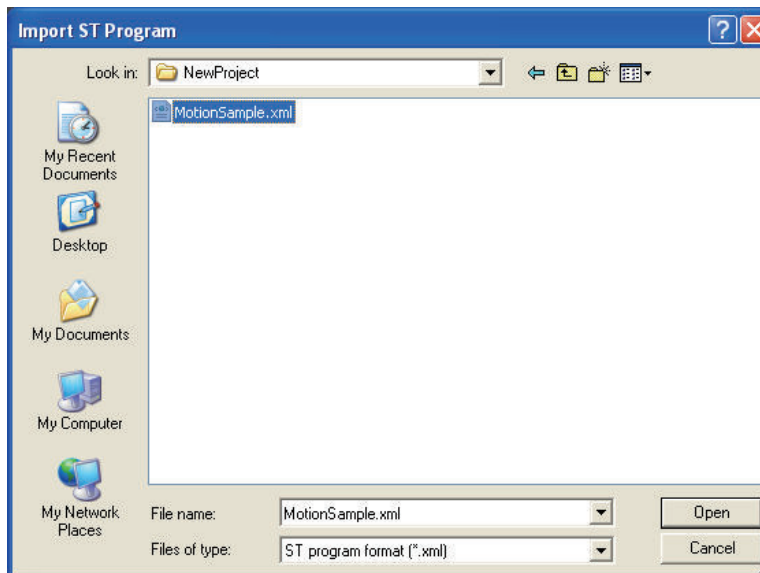 Import ST Program
Look in: NewProject
MotionSample.xml
My Recent
Documents
Desktop
My Documents
My Computer
My Network
Places
File name: MotionSample.xml Open
Files of type: ST program format (*.xml) Cancel